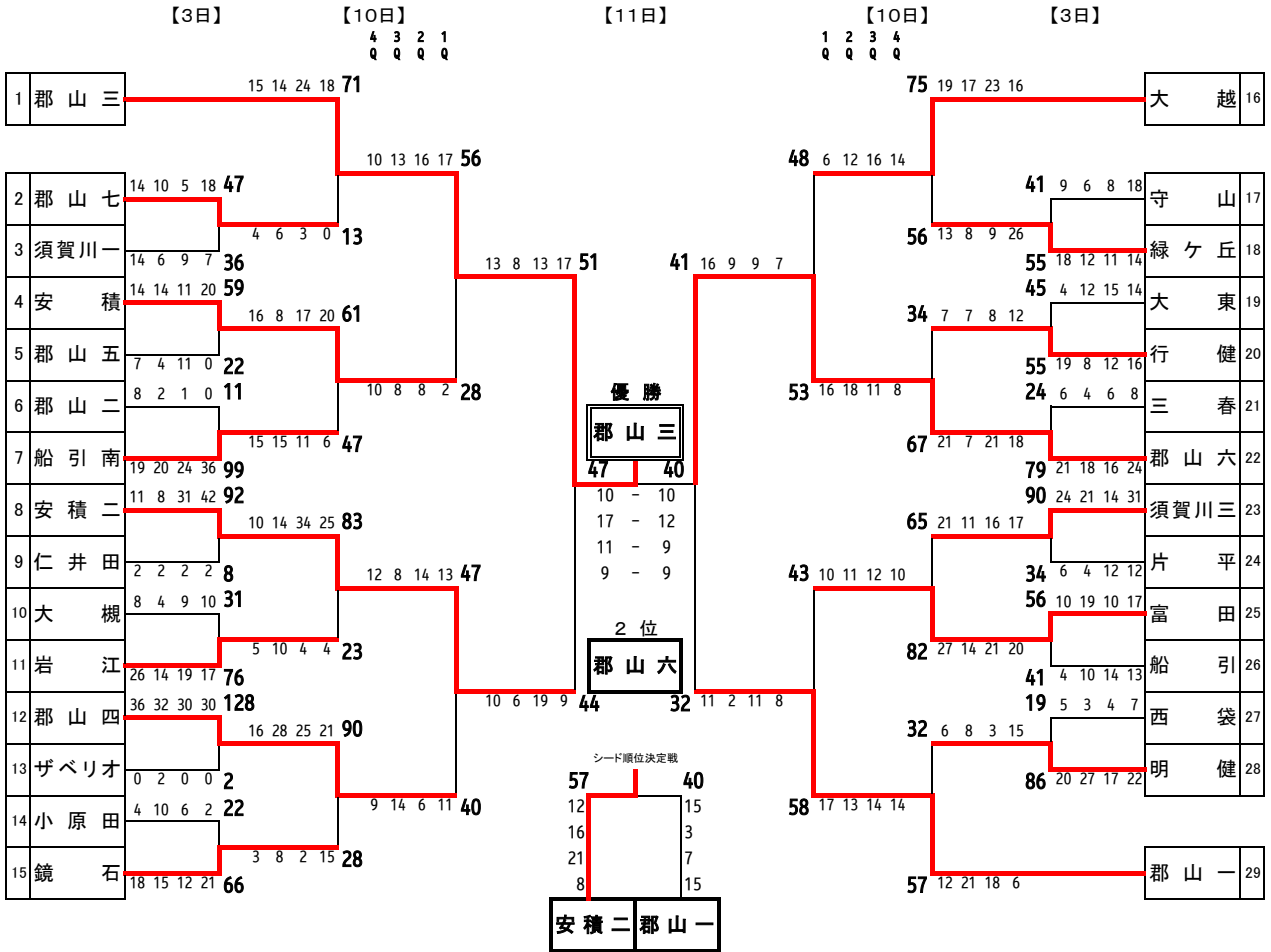 【3日】 【10日】 【11日】 【10日】 【3日】
4 3 2 1 1 2 3 4
Q Q Q Q Q Q Q Q
15 14 24 18 71 75 19 17 23 16
1 郡山三 大越 16
10 13 16 17 56 48 6 12 16 14
14 10 5 18 47 41 9 6 8 18
2 郡山七 守山 17
4 6 3 0 13 56 13 8 9 26
3 須賀川一 緑ケ丘 18
14 6 9 7 36 55 18 12 11 14
13 8 13 17 51 41 16 9 9 7
14 14 11 20 59 45 4 12 15 14
4 安積 大東 19
16 8 17 20 61 34 7 7 8 12
5 郡山五 行健 20
7 4 11 0 22 55 19 8 12 16
8 2 1 0 11 10 8 8 2 28 53 16 18 11 8 24 6 4 6 8
優勝
6 郡山二 三春 21
郡山三
15 15 11 6 47 67 21 7 21 18
7 船引南 郡山六 22
19 20 24 36 99 47 40 79 21 18 16 24
11 8 31 42 92 10 - 10 90 24 21 14 31
8 安積二 須賀川三 23
10 14 34 25 83 17 - 12 65 21 11 16 17
11 - 9
9 仁井田 片平 24
2 2 2 2 8 9 - 9 34 6 4 12 12
12 8 14 13 47 43 10 11 12 10
8 4 9 10 31 56 10 19 10 17
10 大槻 富田 25
2位
5 10 4 4 23 82 27 14 21 20
11 岩江 郡山六 船引 26
26 14 19 17 76 41 4 10 14 13
10 6 19 9 44 32 11 2 11 8
36 32 30 30 128 19 5 3 4 7
12 郡山四 西袋 27
16 28 25 21 90 32 6 8 3 15
シード順位決定戦
13 ザベリオ 明健 28
0 2 0 0 2 57 40 86 20 27 17 22
9 14 6 11 40 12 15 58 17 13 14 14
4 10 6 2 22
14 小原田
16 3
3 8 2 15 28 21 7
15 鏡石 郡山一 29
18 15 12 21 66 8 15 57 12 21 18 6
安積二 郡山一